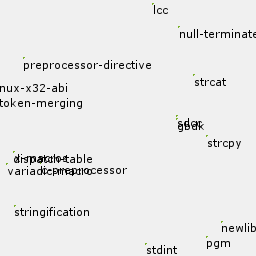 lcc
null-terminate
preprocessor-directive
strcat
nux-x32-abi
token-merging
sdcc
gbdk
strcpy
x-macros
dispatch-table
variadic-macro
c-preprocessor
stringification
newlib
pgm
stdint